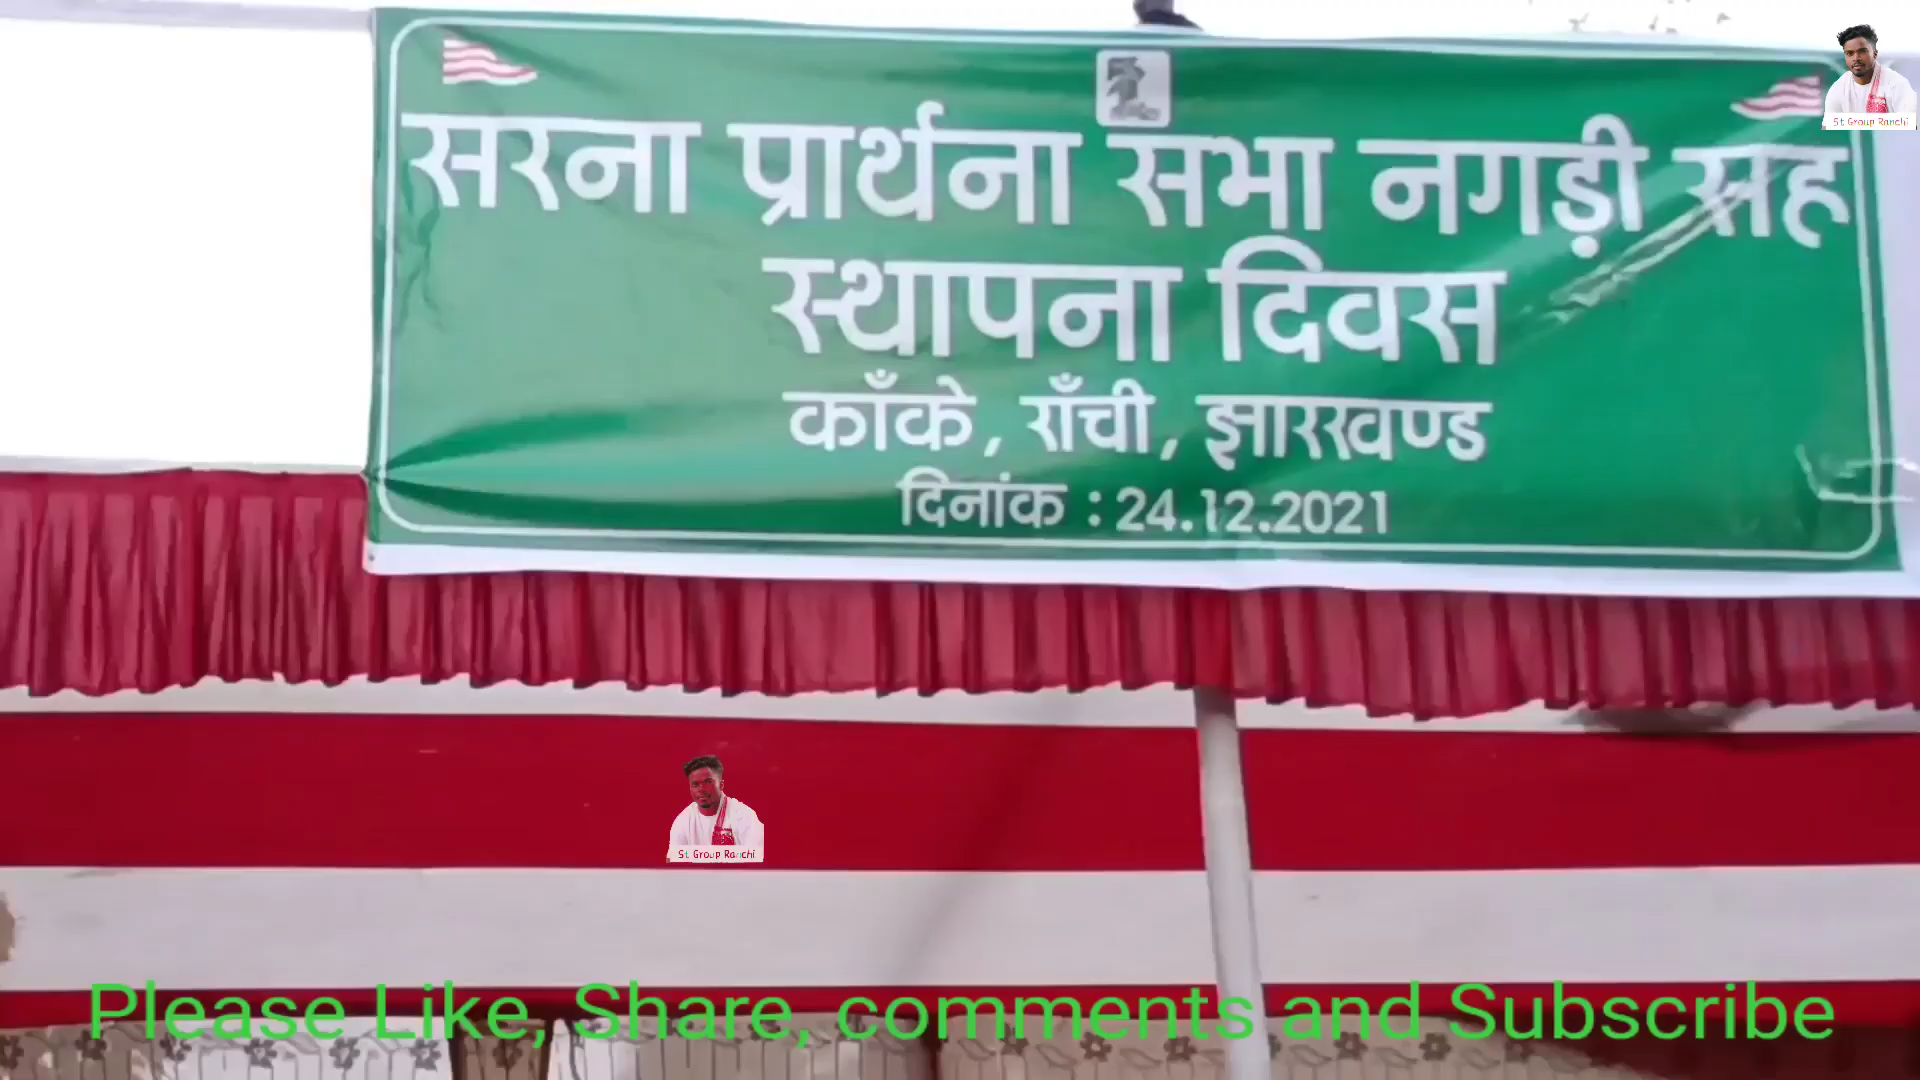 सरना प्रार्थना सभा नगड़ी सह
स्थापना दिवस
काँके, राँची, झारखण्ड
दिनांक : 24.12.2021
St Group Ranchi
St Group Ranchi
Please Like, Share, comments and Subscribe